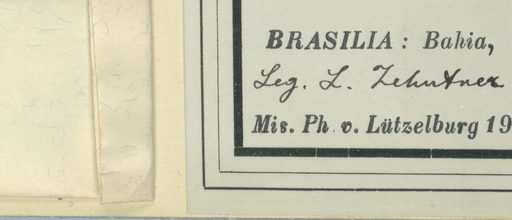 BRASILIA: Bahia,
Leg. L. Zehntner
Mis. Ph. v. Lützelburg 19